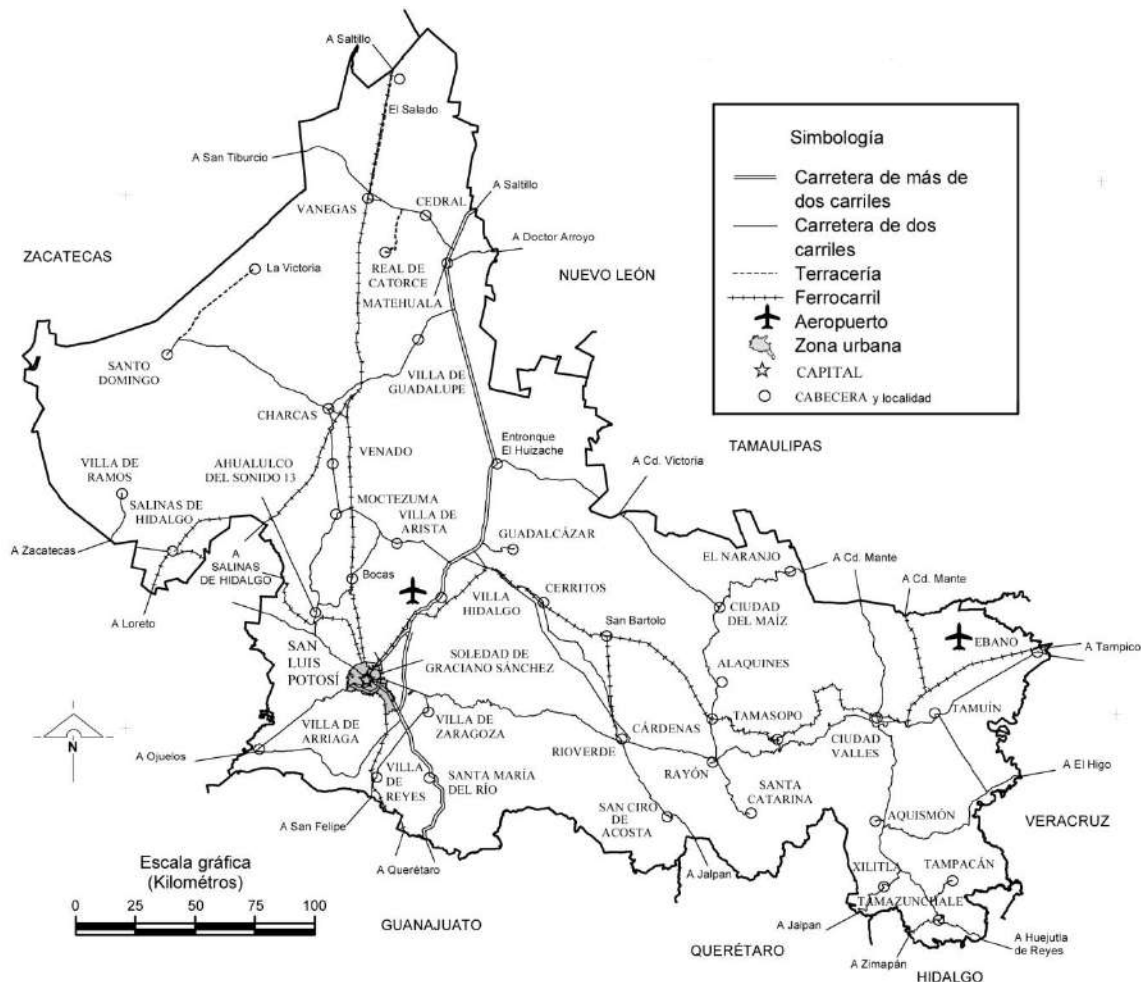 A Saltillo
El Salado
A San Tiburcio
A Saltillo
VANEGAS
CEDRAL
A Doctor Arroyo
ZACATECAS
La Victoria
REAL DE
CATORCE
MATEHUALA
NUEVO LEÓN
SANTO
DOMINGO
VILLA DE
GUADALUPE
CHARCAS
Simbología
Carretera de más de
dos carriles
Carretera de dos
carriles
Terracería
Ferrocarril
Aeropuerto
Zona urbana
CAPITAL
CABECERA y localidad
TAMAULIPAS
Entronque
El Huizache
A Cd. Victoria
VENADO
AHUALULCO
DEL SONIDO 13
VILLA DE
RAMOS
SALINAS DE
HIDALGO
MOCTEZUMA
VILLA DE
ARISTA
GUADALCÁZAR
A Zacatecas
A
SALINAS
DE HIDALGO
Bocas
EL NARANJO
A Cd. Mante
A Cd. Mante
A Loreto
VILLA
HIDALGO
CERRITOS
San Bartolo
CIUDAD
DEL MAÍZ
EBANO
A Tampico
SAN
LUIS
POTOSÍ
SOLEDAD DE
GRACIANO SÁNCHEZ
ALAQUINES
VILLA DE
ARRIAGA
VILLA DE
ZARAGOZA
CÁRDENAS
TAMASOPO
TAMUÍN
A Ojuelos
RIOVERDE
CIUDAD
VALLES
N
VILLA
DE
REYES
SANTA MARÍA
DEL RÍO
RAYÓN
SANTA
CATARINA
A El Higo
A San Felipe
SAN CIRO
DE
ACOSTA
AQUISMÓN
VERACRUZ
Escala gráfica
(Kilómetros)
0 25 50 75 100
A Querétaro
A Jalpan
XILITLA
TAMPACÁN
TAMAZUNCHALE
GUANAJUATO
A Jalpan
QUERÉTARO
A Zimapán
A Huejutla
de Reyes
HIDALGO